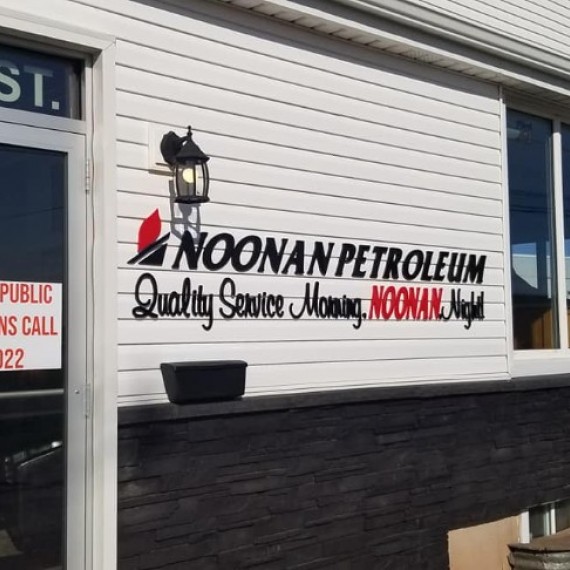 ST.
PUBLIC
NS CALL
022
NOONAN PETROLEUM
Quality Service Morning, NOONAN, Night!